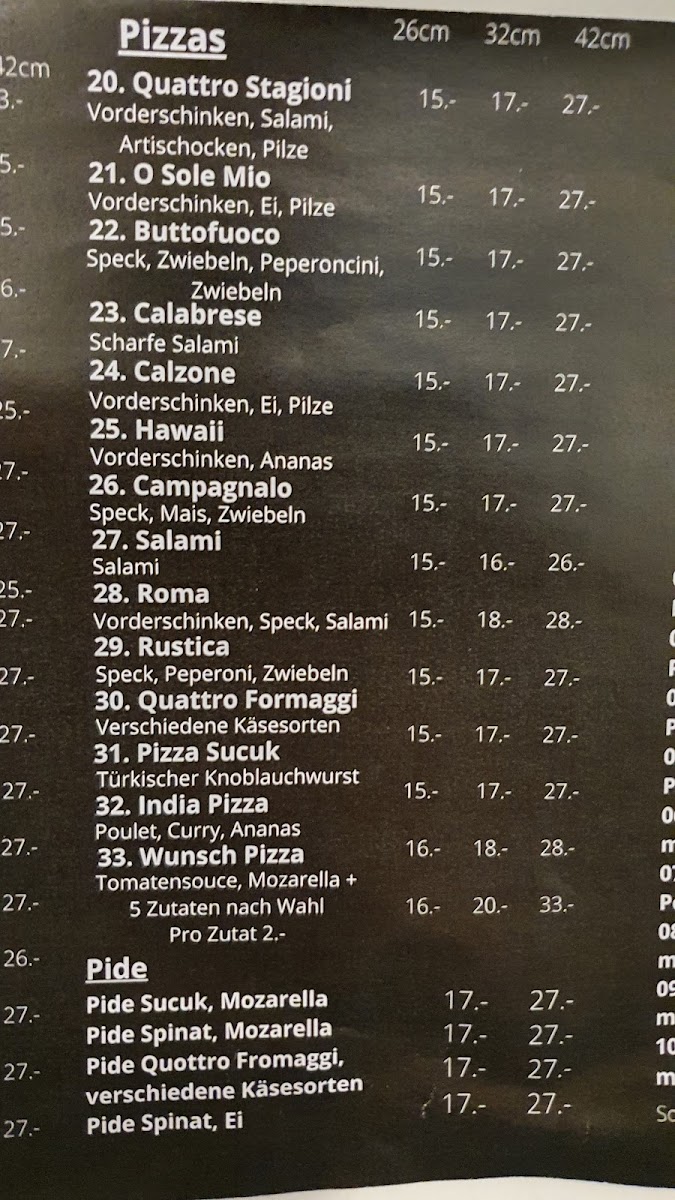 Pizzas 26cm 32cm 42cm
20. Quattro Stagioni
Vorderschinken, Salami, 15.- 17.- 27.-
Artischocken, Pilze
21. O Sole Mio
Vorderschinken, Ei, Pilze 15.- 17.- 27.-
22. Buttofuoco
Speck, Zwiebeln, Peperoncini, 15.- 17.- 27.-
Zwiebeln
23. Calabrese
Scharfe Salami 15.- 17.- 27.-
24. Calzone
Vorderschinken, Ei, Pilze 15.- 17.- 27.-
25. Hawaii
Vorderschinken, Ananas 15.- 17.- 27.-
26. Campagnalo
Speck, Mais, Zwiebeln 15.- 17.- 27.-
27. Salami
Salami 15.- 16.- 26.-
28. Roma
Vorderschinken, Speck, Salami 15.- 18.- 28.-
29. Rustica
Speck, Peperoni, Zwiebeln 15.- 17.- 27.-
30. Quattro Formaggi
Verschiedene Käsesorten 15.- 17.- 27.-
31. Pizza Sucuk
Türkischer Knoblauchwurst 15.- 17.- 27.-
32. India Pizza
Poulet, Curry, Ananas 16.- 18.- 28.-
33. Wunsch Pizza
Tomatensouce, Mozarella +
5 Zutaten nach Wahl 16.- 20.- 33.-
Pro Zutat 2.-
Pide
Pide Sucuk, Mozarella 17.- 27.-
Pide Spinat, Mozarella 17.- 27.-
Pide Quottro Fromaggi, 17.- 27.-
verschiedene Käsesorten
Pide Spinat, Ei 17.- 27.-